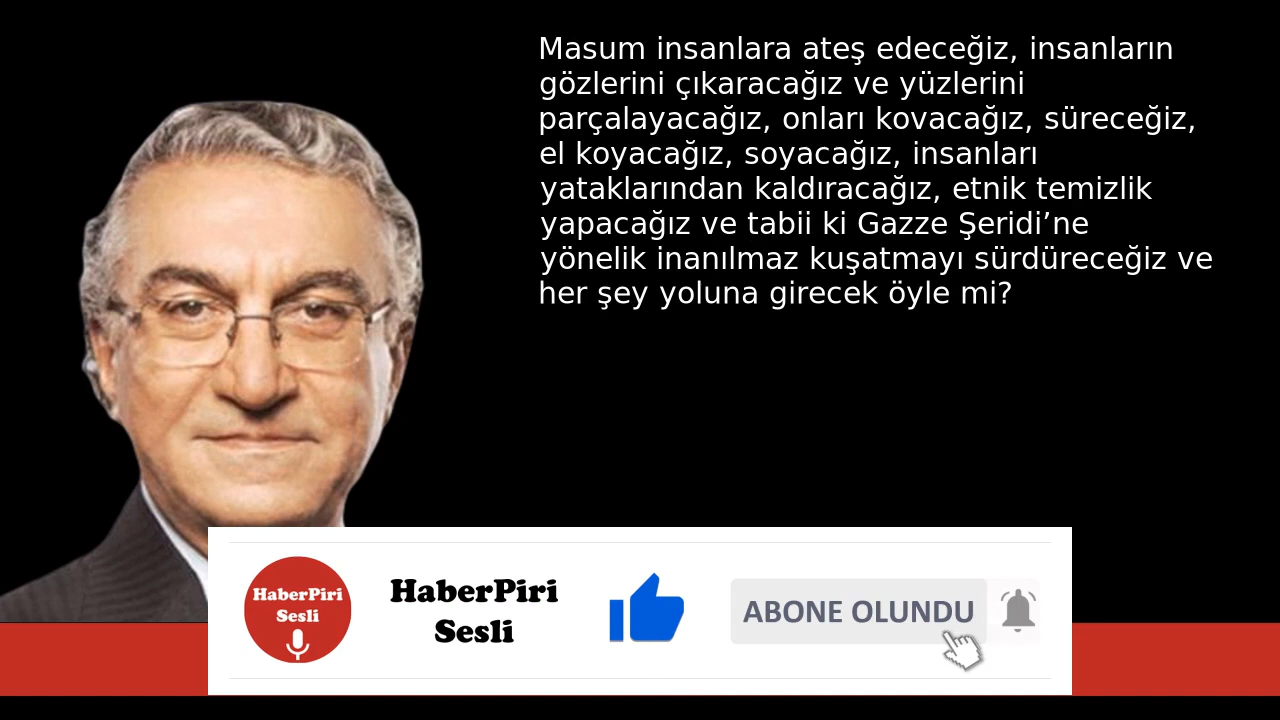 Masum insanlara ateş edeceğiz, insanların
gözlerini çıkaracağız ve yüzlerini
parçalayacağız, onları kovacağız, süreceğiz,
el koyacağız, soyacağız, insanları
yataklarından kaldıracağız, etnik temizlik
yapacağız ve tabii ki Gazze Şeridi’ne
yönelik inanılmaz kuşatmayı sürdüreceğiz ve
her şey yoluna girecek öyle mi?
HaberPiri
Sesli
HaberPiri
Sesli
ABONE OLUNDU